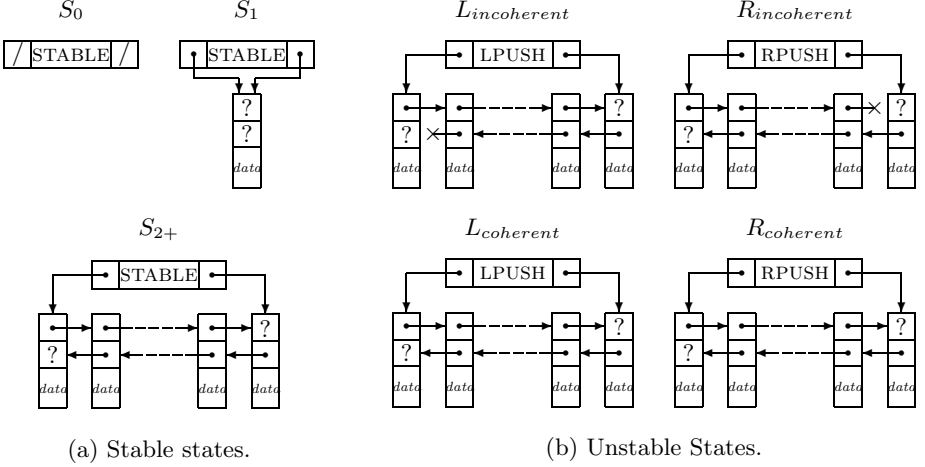 S0 S1 Lincoherent Rincoherent
/ STABLE / STABLE LPUSH RPUSH
? ? ?
? ? ?
data data data data data data data data data
S2+ Lcoherent Rcoherent
STABLE LPUSH RPUSH
? ? ?
? ? ?
data data data data data data data data data data data data
(a) Stable states. (b) Unstable States.